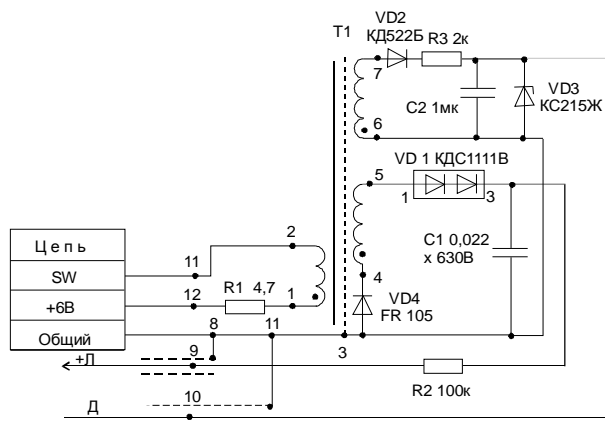 VD2
КД522Б
R3 2к
T1
7
C2 1мк
VD3
КС215Ж
6
VD 1 КДС1111В
5
1
3
C1 0,022
х 630В
4
VD4
FR 105
Цепь
SW
+6В
Общий
11
12
2
R1 4,7
1
8
11
3
+Л
9
R2 100к
10
Д